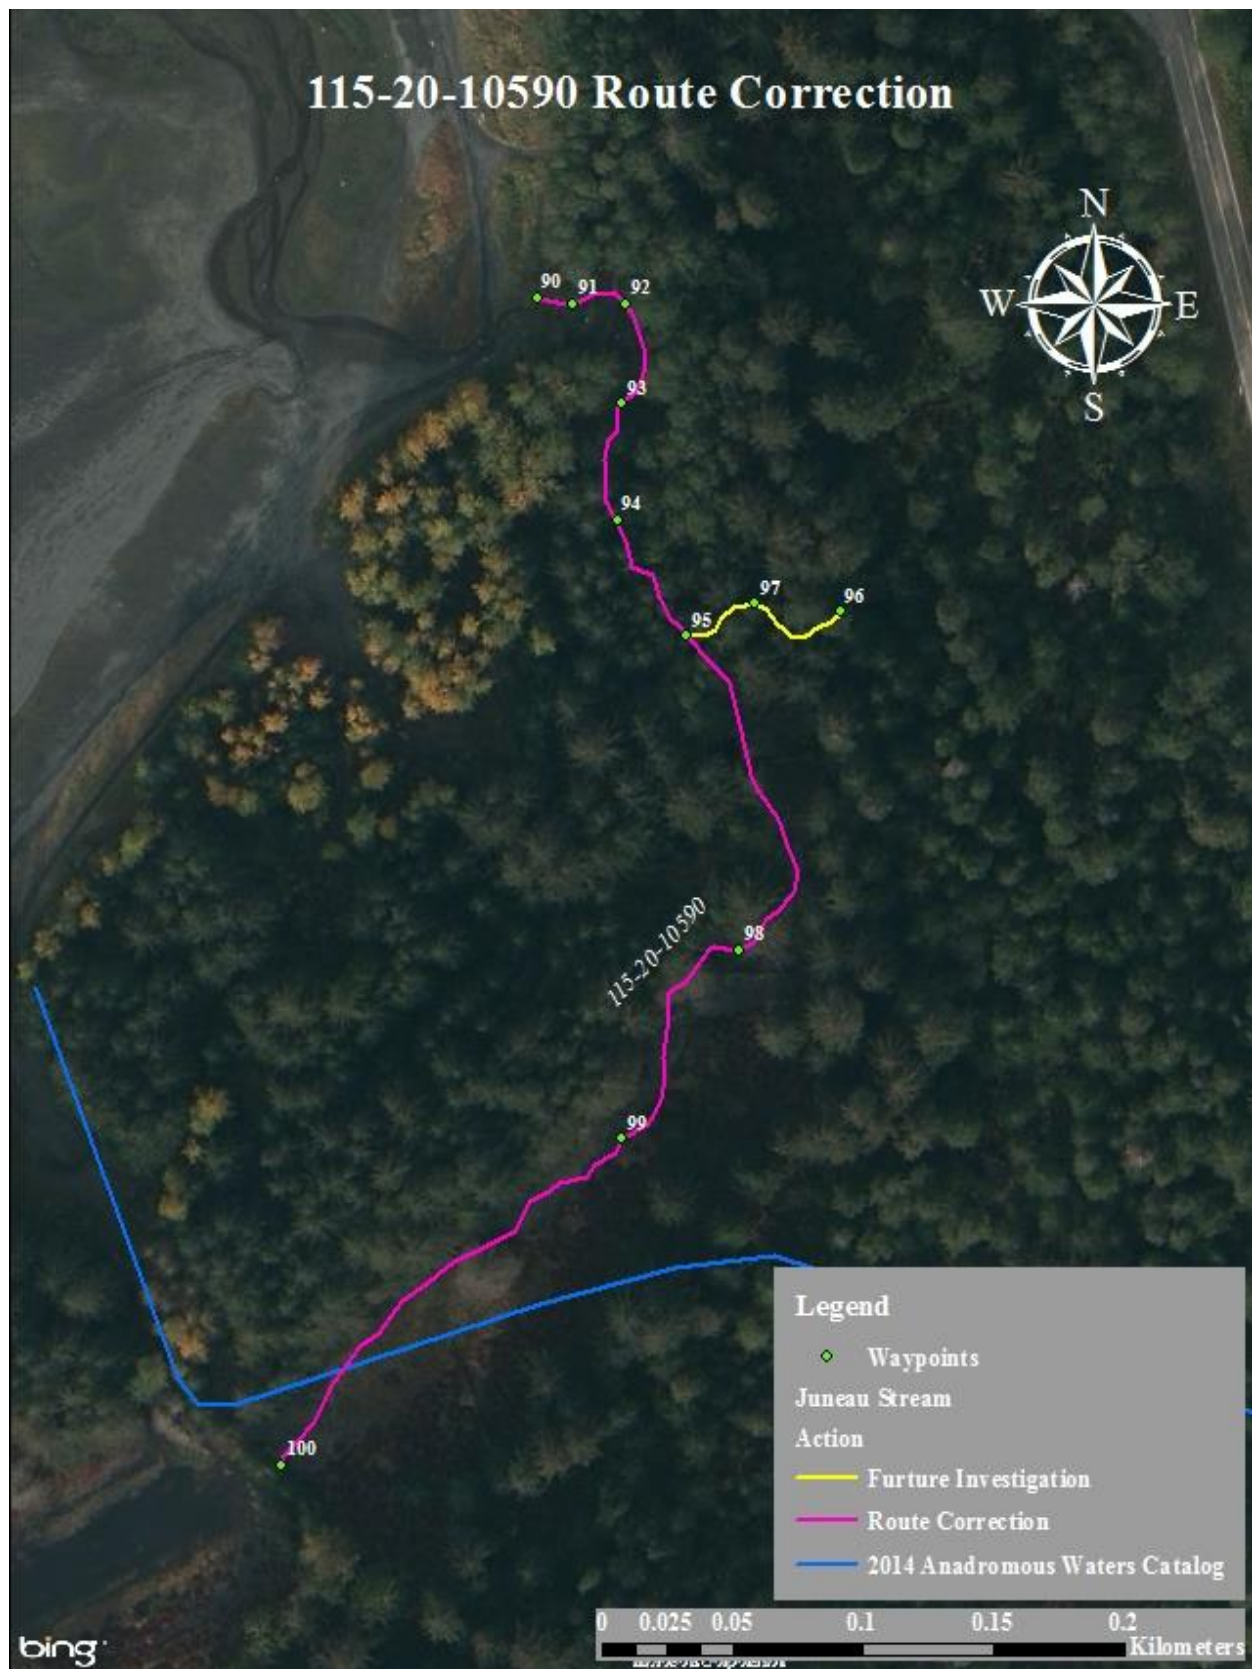 115-20-10590 Route Correction
N
W E
S
90
91
92
93
94
97
96
95
115-20-10590
98
99
100
Legend
Waypoints
Juneau Stream
Action
Furture Investigation
Route Correction
2014 Anadromous Waters Catalog
0 0.025 0.05 0.1 0.15 0.2
Kilometers
bing